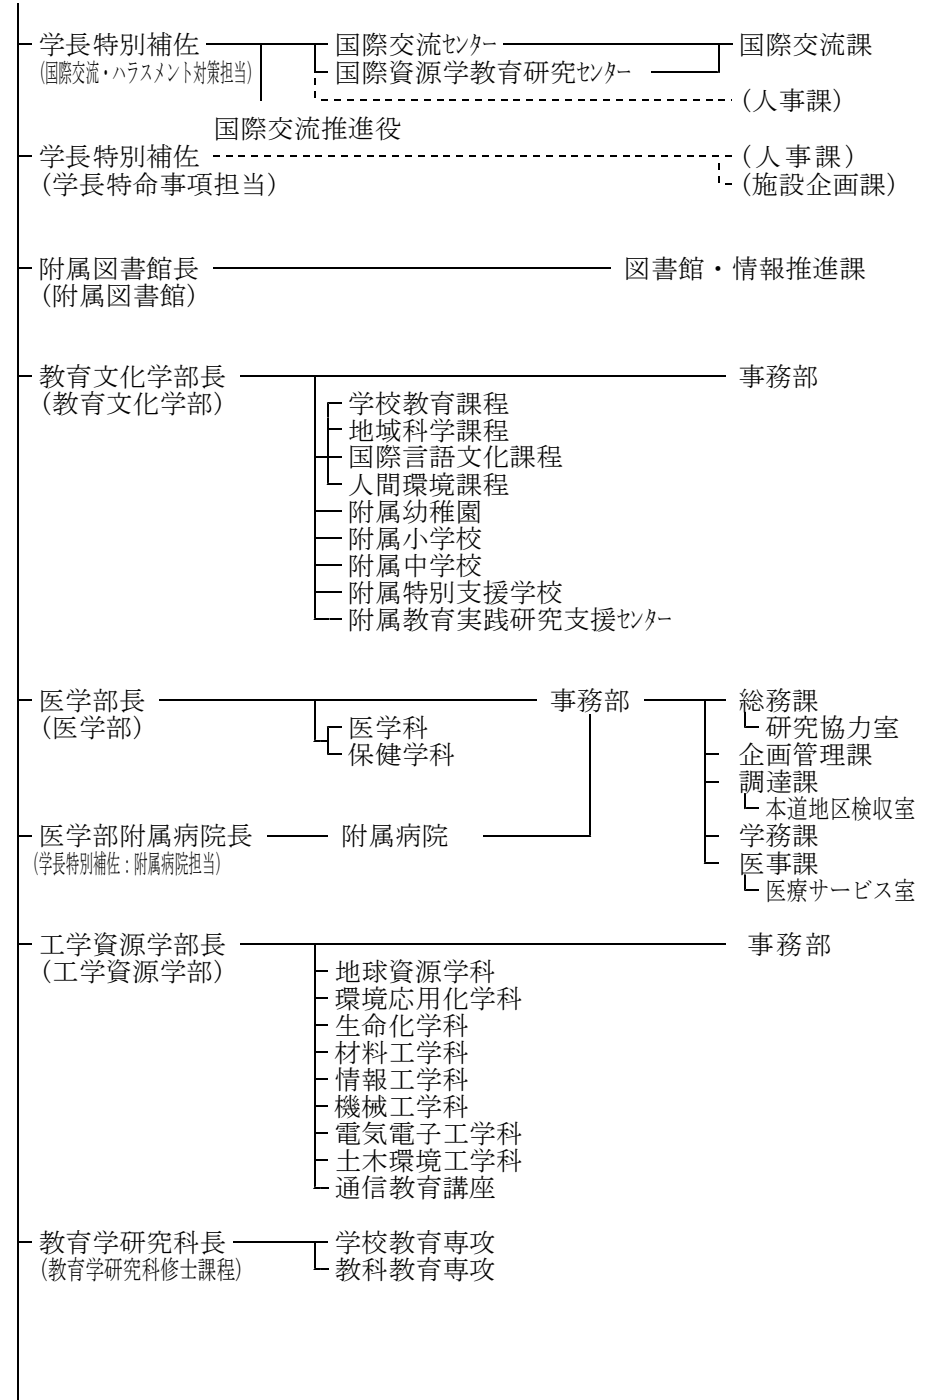 学長特別補佐 国際交流ｾﾝﾀｰ 国際交流課
(国際交流・ハラスメント対策担当) 国際資源学教育研究ｾﾝﾀｰ
(人事課)
国際交流推進役
学長特別補佐 (人事課)
(学長特命事項担当) (施設企画課)
附属図書館長 図書館・情報推進課
(附属図書館)
教育文化学部長 事務部
(教育文化学部) 学校教育課程
地域科学課程
国際言語文化課程
人間環境課程
附属幼稚園
附属小学校
附属中学校
附属特別支援学校
附属教育実践研究支援ｾﾝﾀｰ
医学部長 事務部 総務課
(医学部) 医学科 研究協力室
保健学科 企画管理課
調達課
本道地区検収室
医学部附属病院長 附属病院 学務課
(学長特別補佐：附属病院担当) 医事課
医療サービス室
工学資源学部長 事務部
(工学資源学部) 地球資源学科
環境応用化学科
生命化学科
材料工学科
情報工学科
機械工学科
電気電子工学科
土木環境工学科
通信教育講座
教育学研究科長 学校教育専攻
(教育学研究科修士課程) 教科教育専攻